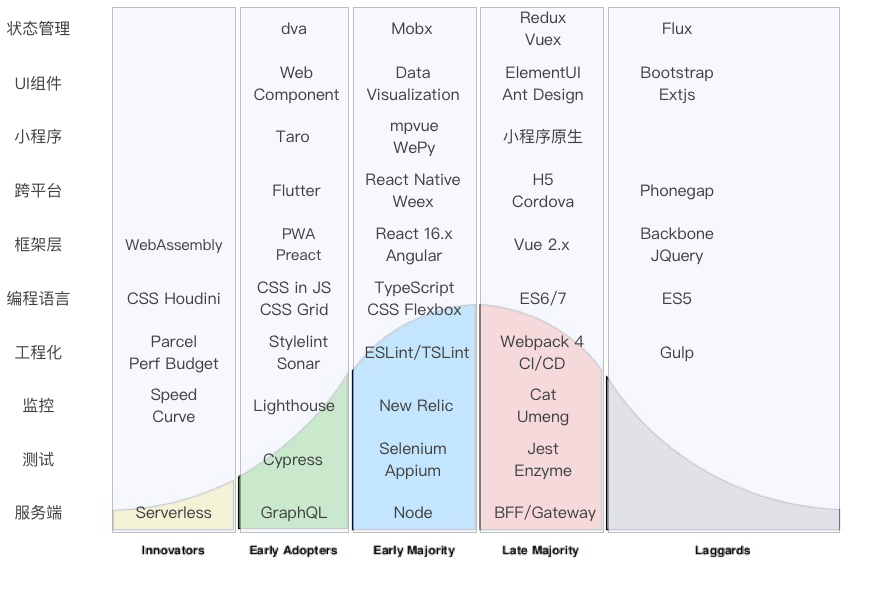 状态管理
dva
Mobx
Redux
Vuex
Flux
UI组件
Web
Component
Data
Visualization
ElementUI
Ant Design
Bootstrap
Extjs
小程序
Taro
mpvue
WePy
小程序原生
跨平台
Flutter
React Native
Weex
H5
Cordova
Phonegap
框架层
WebAssembly
PWA
Preact
React 16.x
Angular
Vue 2.x
Backbone
JQuery
编程语言
CSS Houdini
CSS in JS
CSS Grid
TypeScript
CSS Flexbox
ES6/7
ES5
工程化
Parcel
Perf Budget
Stylelint
Sonar
ESLint/TSLint
Webpack 4
CI/CD
Gulp
监控
Speed
Curve
Lighthouse
New Relic
Cat
Umeng
测试
Cypress
Selenium
Appium
Jest
Enzyme
服务端
Serverless
GraphQL
Node
BFF/Gateway
Innovators
Early Adopters
Early Majority
Late Majority
Laggards